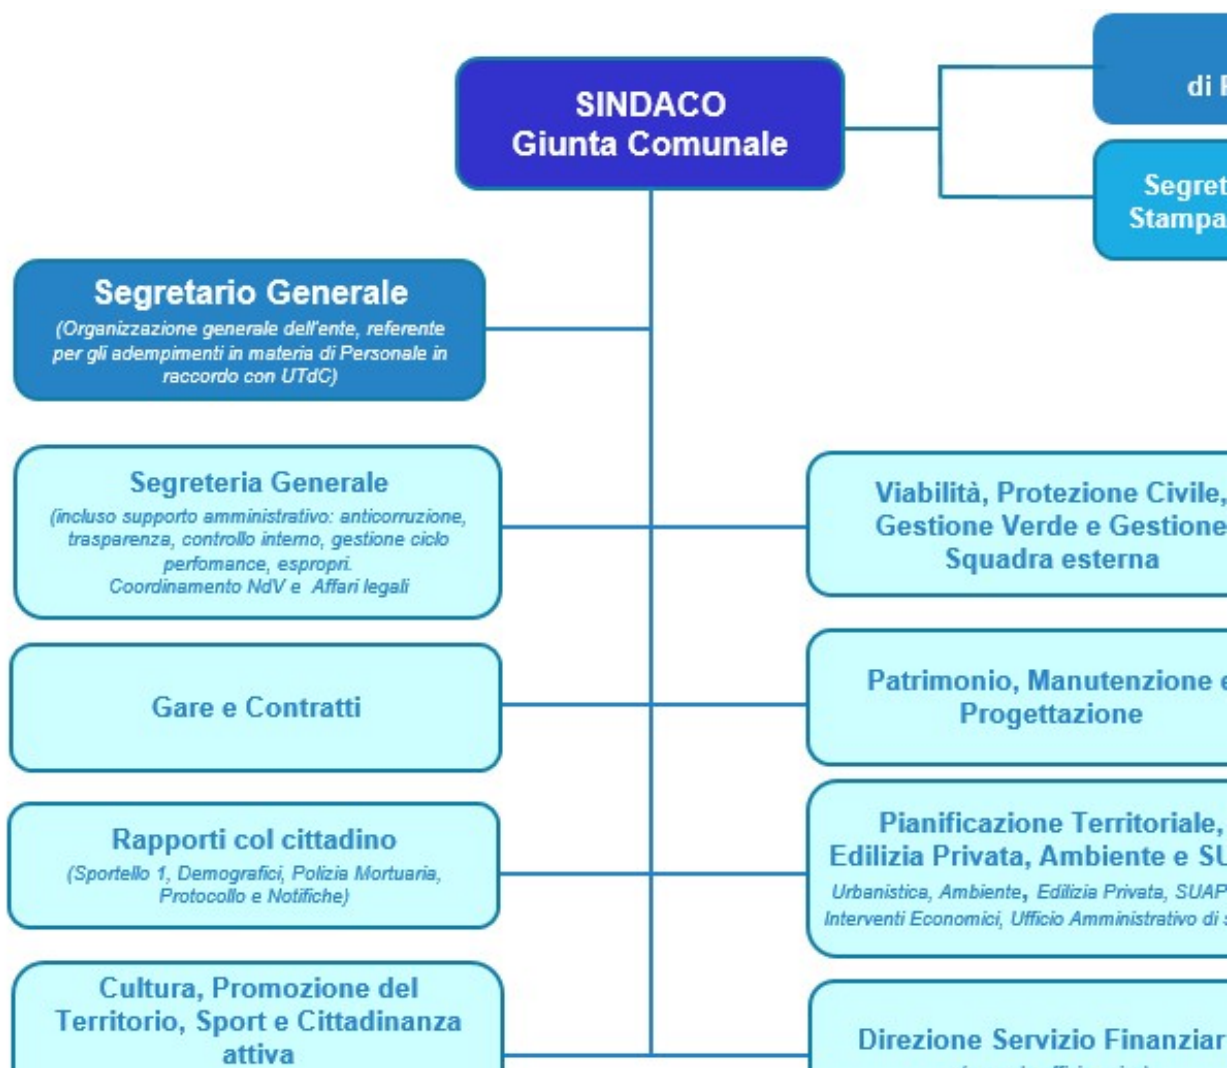 SINDACO
Giunta Comunale
di
Stampa
Segretario Generale
(Organizzazione generale dell'ente, referente
per gli adempimenti in materia di Personale in
raccordo con UTdC)
Segreteria Generale
(incluso supporto amministrativo: anticorruzione,
trasparenza, controllo interno, gestione ciclo
perfomance, espropri.
Coordinamento NdV e Affari legali
Gare e Contratti
Rapporti col cittadino
(Sportello 1, Demografici, Polizia Mortuaria,
Protocollo e Notifiche)
Cultura, Promozione del
Territorio, Sport e Cittadinanza
attiva
Viabilità, Protezione Civile,
Gestione Verde e Gestione
Squadra esterna
Patrimonio, Manutenzione e
Progettazione
Pianificazione Territoriale,
Edilizia Privata, Ambiente e
Urbanistica, Ambiente, Edilizia Privata, SUAP
Interventi Economici, Ufficio Amministrativo di
Direzione Servizio